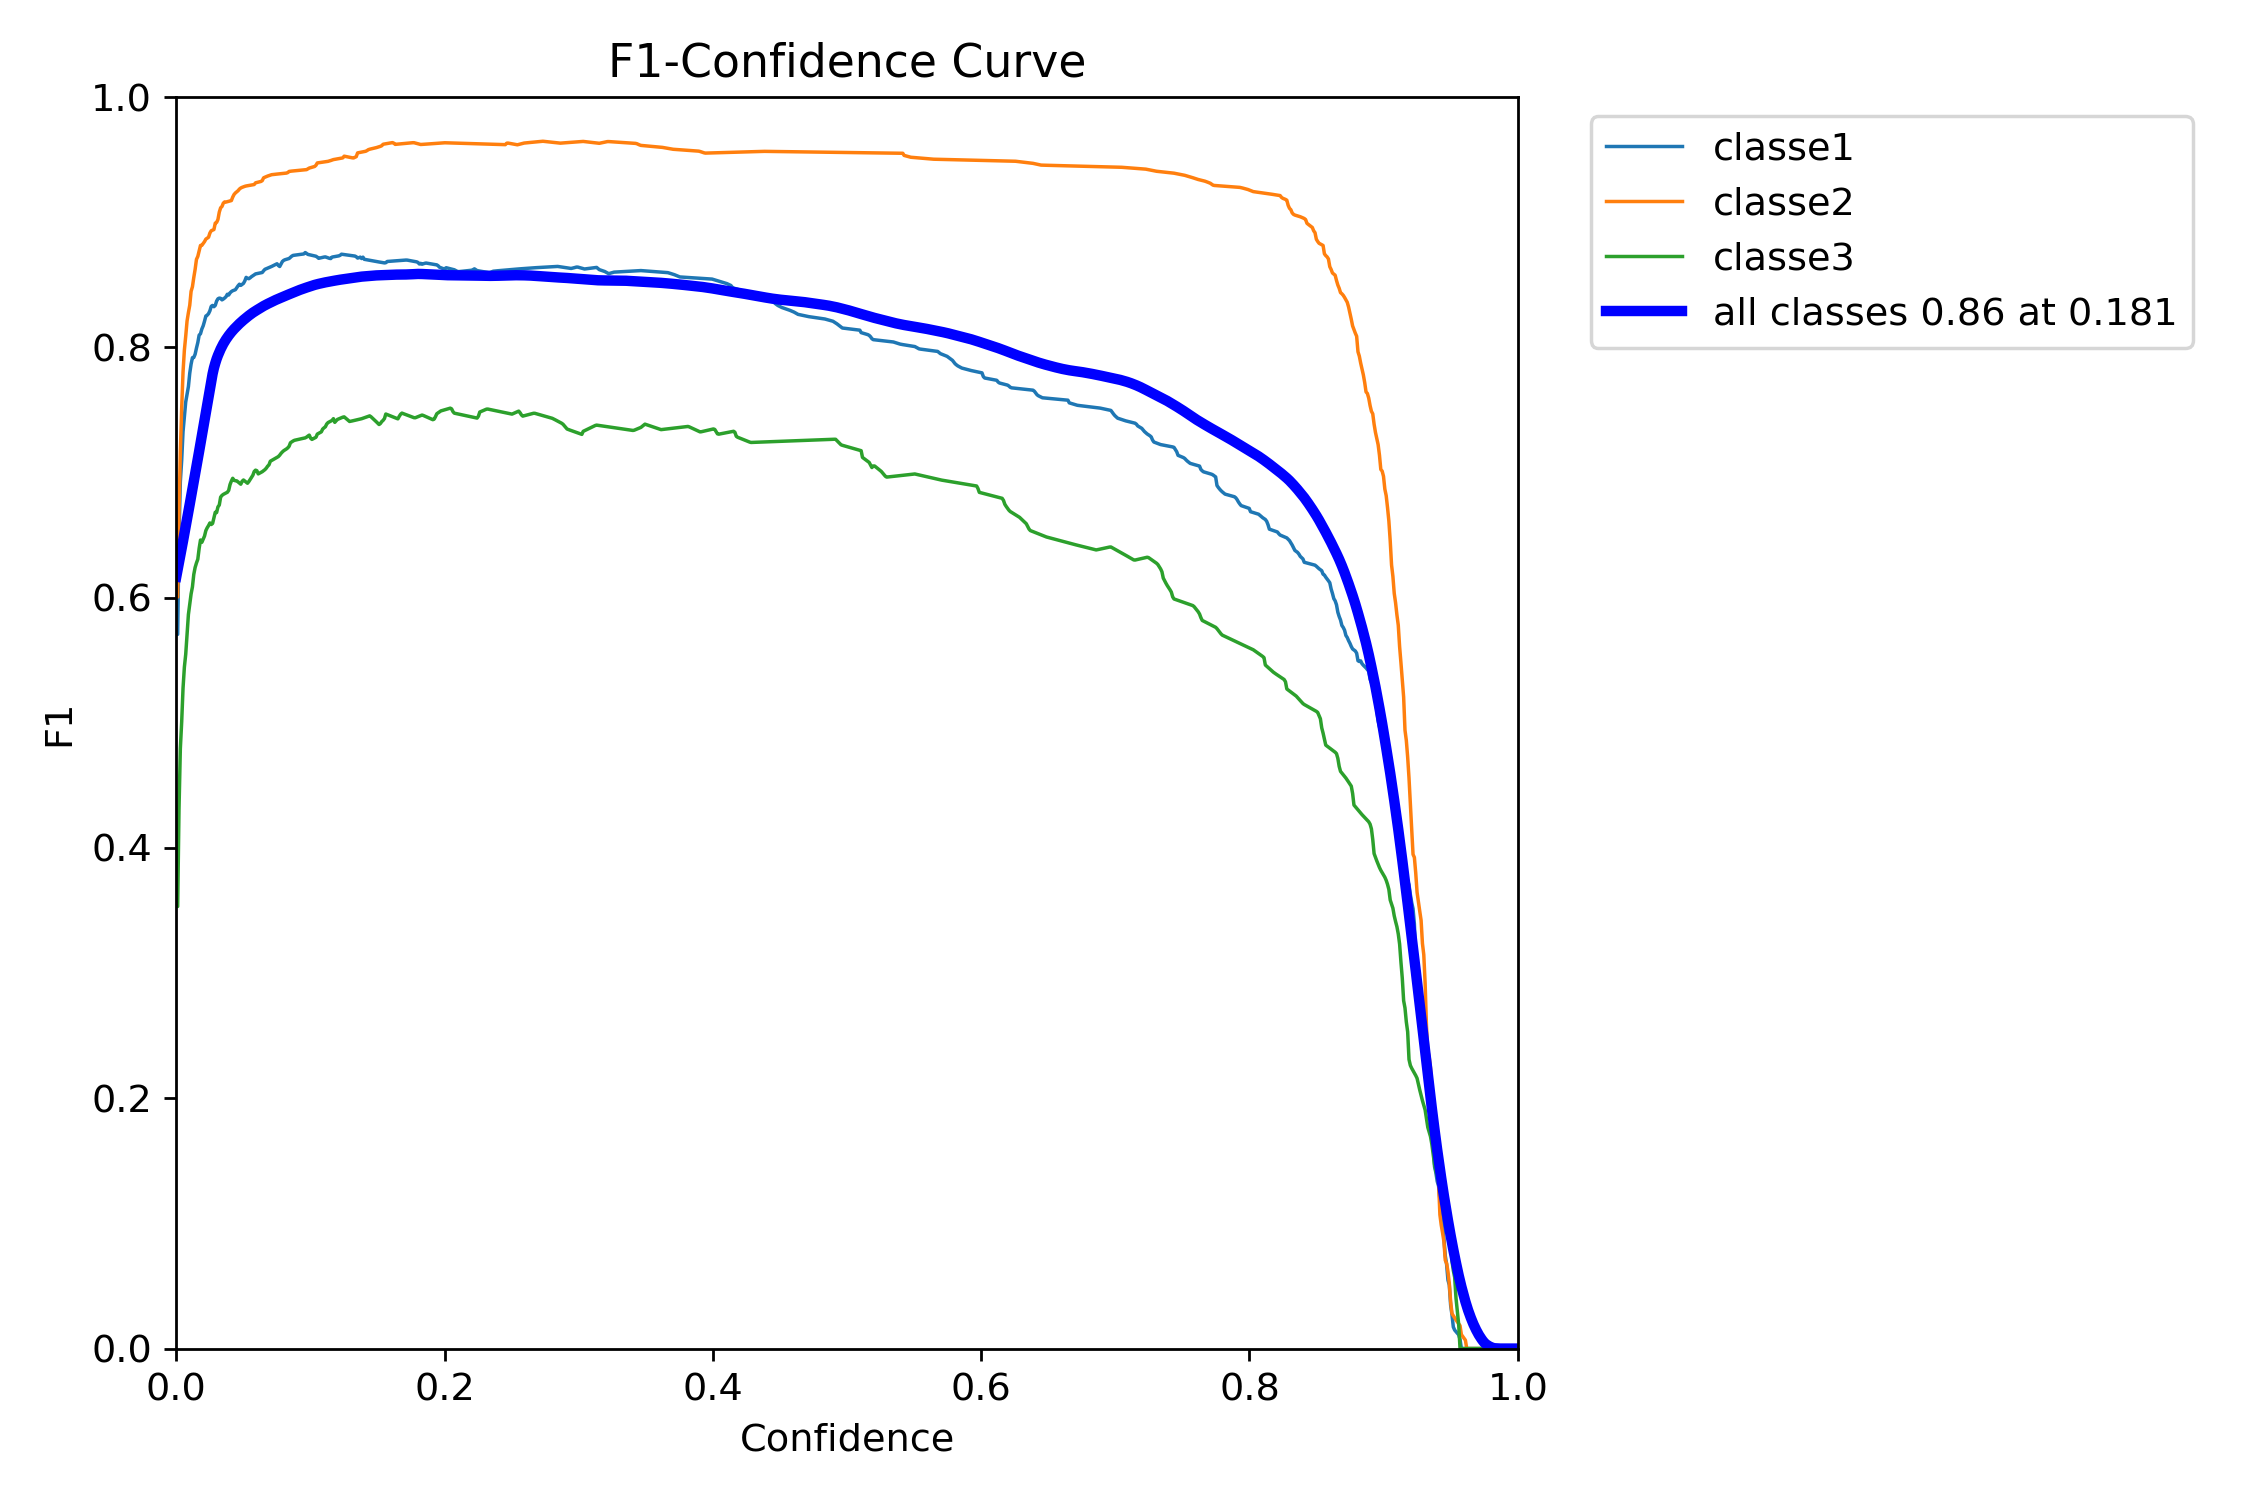 F1-Confidence Curve
1.0
0.8
0.6
0.4
0.2
0.0
F1
0.0 0.2 0.4 0.6 0.8 1.0
Confidence
classe1
classe2
classe3
all classes 0.86 at 0.181